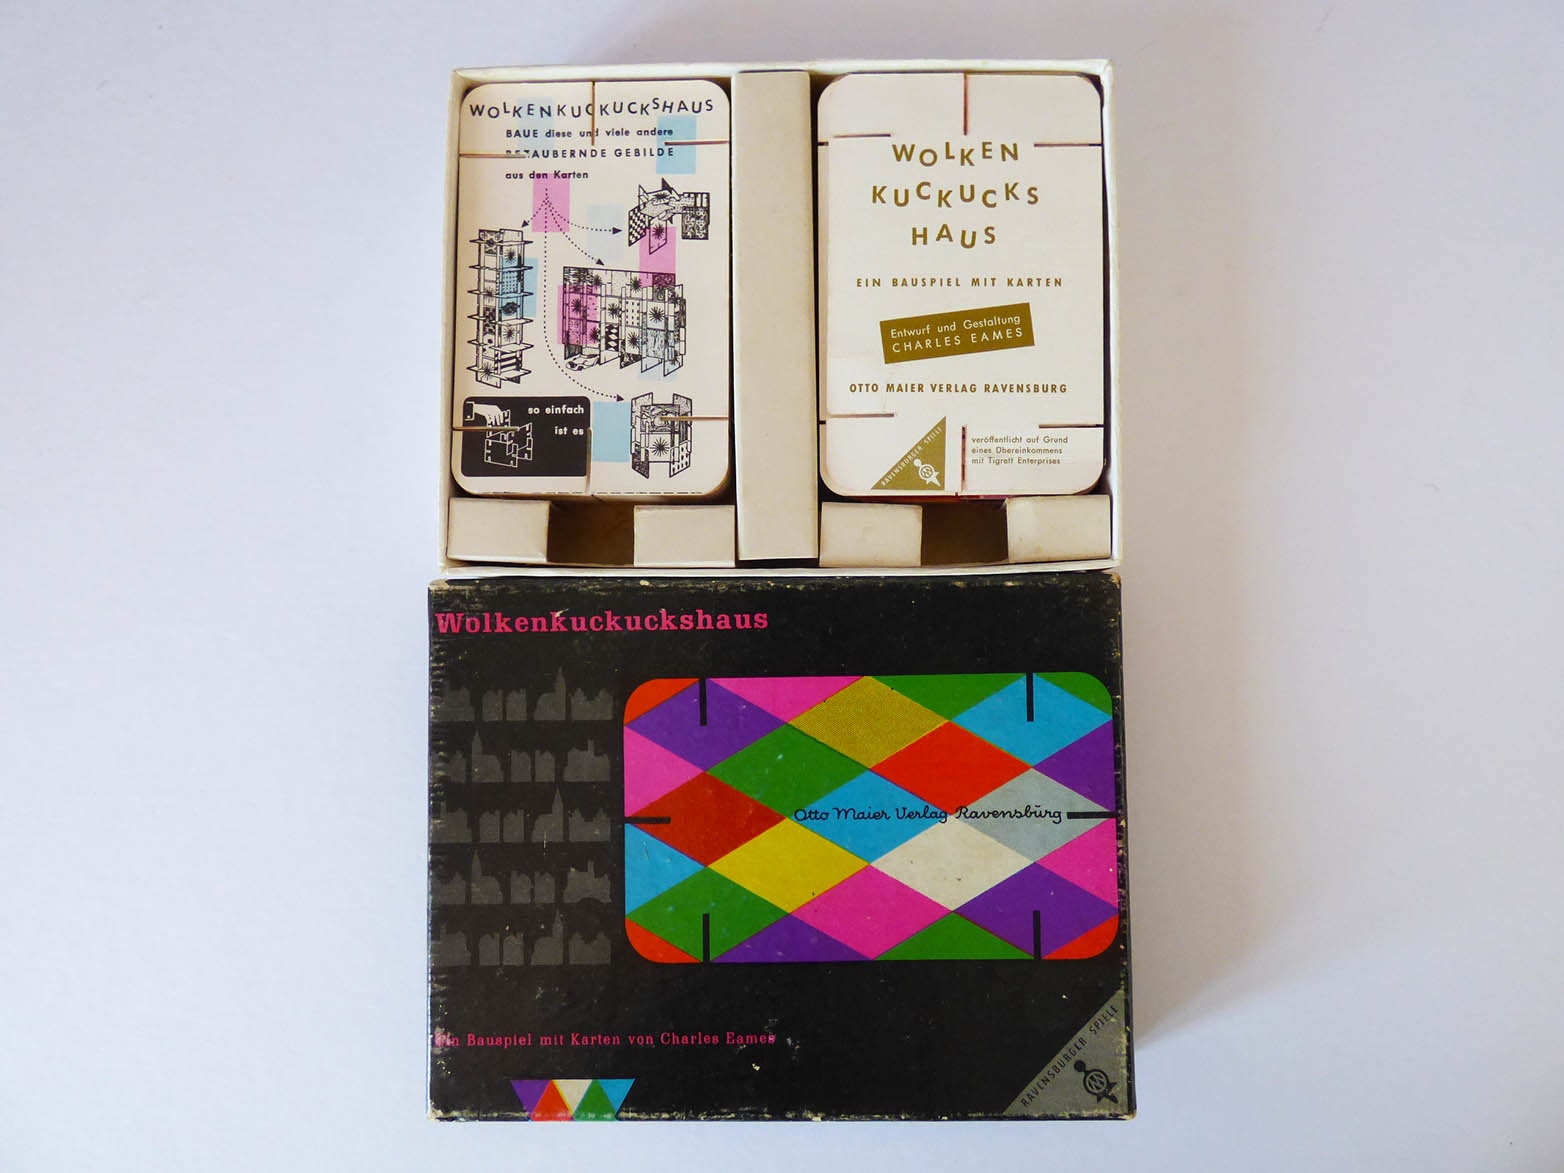 WOLKENKUCKUCKSHAUS
BAUE diese und viele andere
BEZAUBERNDE GEBILDE
aus den Karten
so einfach
ist es
WOLKEN
KUCKUCKS
HAUS
EIN BAUSPIEL MIT KARTEN
Entwurf und Gestaltung
CHARLES EAMES
OTTO MAIER VERLAG RAVENSBURG
RAVENSBURGER SPIELE
veröffentlicht auf Grund
eines Übereinkommens
mit Tigrett Enterprises
Wolkenkuckuckshaus
Otto Maier Verlag Ravensburg
Ein Bauspiel mit Karten von Charles Eames
RAVENSBURGER SPIELE